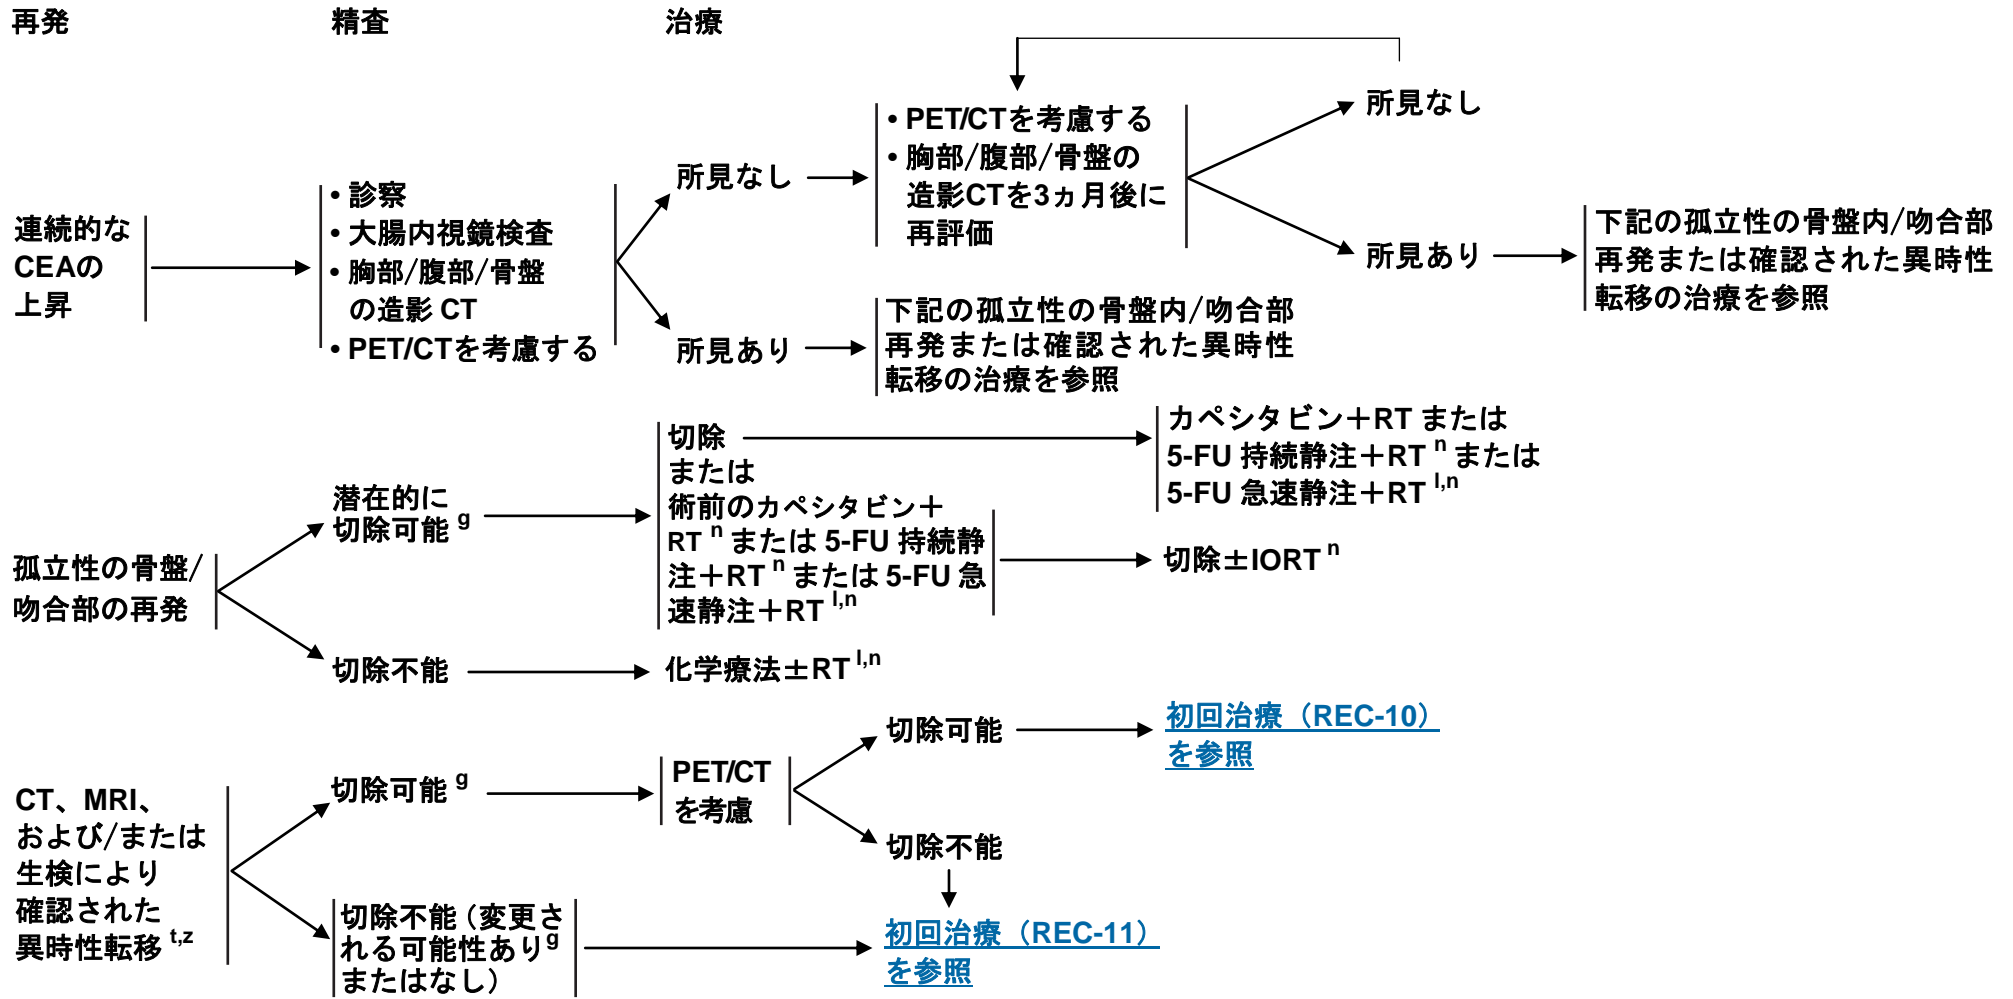 再発
精査
治療
連続的な
CEAの
上昇
• 診察
• 大腸内視鏡検査
• 胸部/腹部/骨盤
の造影 CT
• PET/CTを考慮する
所見なし
• PET/CTを考慮する
• 胸部/腹部/骨盤の
造影CTを3ヵ月後に
再評価
所見なし
所見あり
下記の孤立性の骨盤内/吻合部
再発または確認された異時性
転移の治療を参照
所見あり
下記の孤立性の骨盤内/吻合部
再発または確認された異時性
転移の治療を参照
孤立性の骨盤/
吻合部の再発
潜在的に
切除可能 g
切除
または
術前のカペシタビン＋
RT n または 5-FU 持続静
注＋RT n または 5-FU 急
速静注＋RT l,n
カペシタビン＋RT または
5-FU 持続静注＋RT n または
5-FU 急速静注＋RT l,n
切除±IORT n
切除不能
化学療法±RT l,n
CT、MRI、
および/または
生検により
確認された
異時性転移 t,z
切除可能 g
PET/CT
を考慮
切除可能
初回治療（REC-10）
を参照
切除不能
切除不能（変更さ
れる可能性あり g
またはなし）
初回治療（REC-11）
を参照